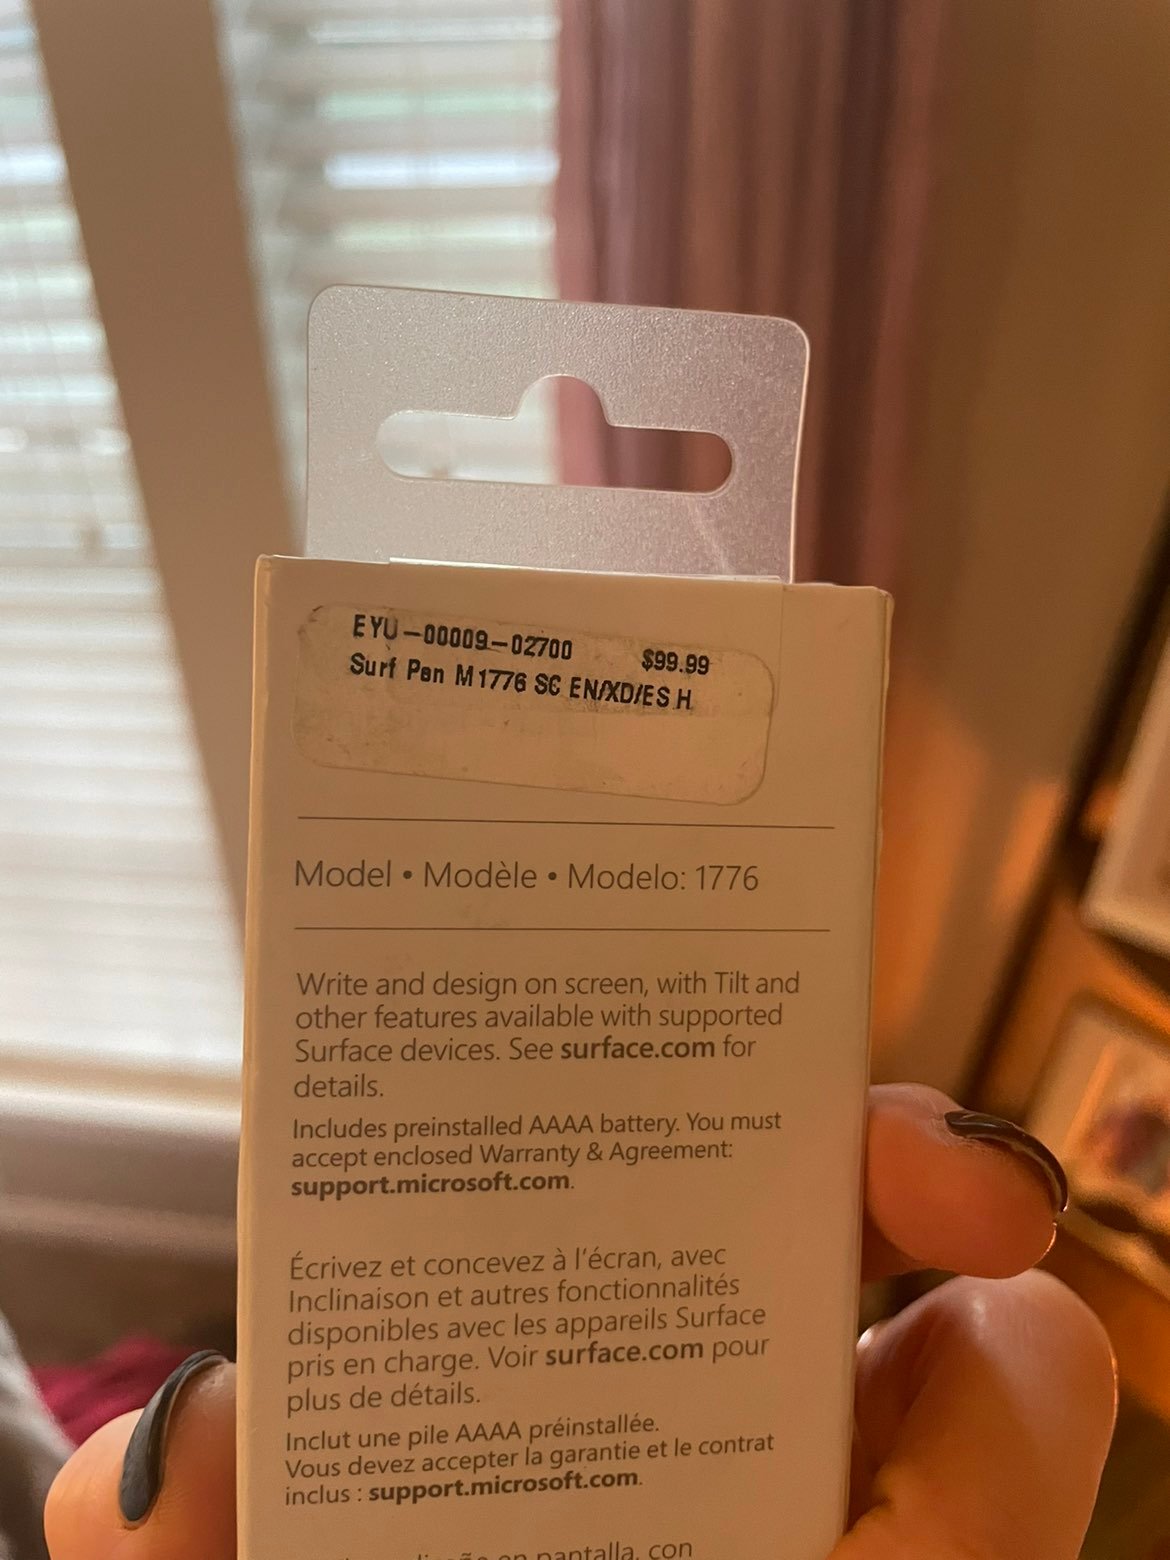 EYU-00009-02700 $99.99
Surf Pen M1776 SC EN/XD/ES H
Model • Modèle • Modelo: 1776
Write and design on screen, with Tilt and
other features available with supported
Surface devices. See surface.com for
details.
Includes preinstalled AAAA battery. You must
accept enclosed Warranty & Agreement:
support.microsoft.com.
Écrivez et concevez à l'écran, avec
Inclinaison et autres fonctionnalités
disponibles avec les appareils Surface
pris en charge. Voir surface.com pour
plus de détails.
Inclut une pile AAAA préinstallée.
Vous devez accepter la garantie et le contrat
inclus : support.microsoft.com.
en pantalla, con